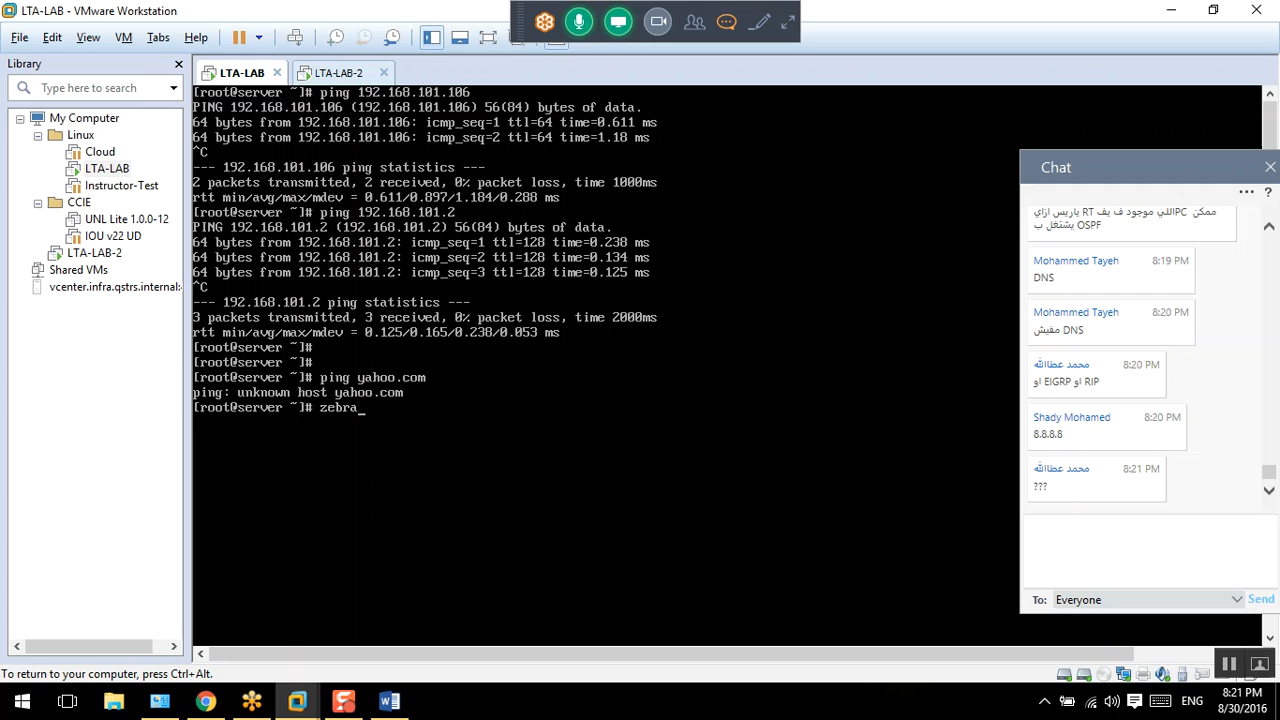 LTA-LAB - VMware Workstation
File Edit View VM Tabs Help
Library
Type here to search
My Computer
Linux
Cloud
LTA-LAB
Instructor-Test
CCIE
UNL Lite 1.0.0-12
IOU v22 UD
LTA-LAB-2
Shared VMs
vcenter.infra.qstrs.internal:
LTA-LAB
LTA-LAB-2
[root@server ~]# ping 192.168.101.106
PING 192.168.101.106 (192.168.101.106) 56(84) bytes of data.
64 bytes from 192.168.101.106: icmp_seq=1 ttl=64 time=0.611 ms
64 bytes from 192.168.101.106: icmp_seq=2 ttl=64 time=1.18 ms
^C
--- 192.168.101.106 ping statistics ---
2 packets transmitted, 2 received, 0% packet loss, time 1000ms
rtt min/avg/max/mdev = 0.611/0.897/1.184/0.288 ms
[root@server ~]# ping 192.168.101.2
PING 192.168.101.2 (192.168.101.2) 56(84) bytes of data.
64 bytes from 192.168.101.2: icmp_seq=1 ttl=128 time=0.238 ms
64 bytes from 192.168.101.2: icmp_seq=2 ttl=128 time=0.134 ms
64 bytes from 192.168.101.2: icmp_seq=3 ttl=128 time=0.125 ms
^C
--- 192.168.101.2 ping statistics ---
3 packets transmitted, 3 received, 0% packet loss, time 2000ms
rtt min/avg/max/mdev = 0.125/0.165/0.238/0.053 ms
[root@server ~]#
[root@server ~]#
[root@server ~]# ping yahoo.com
ping: unknown host yahoo.com
[root@server ~]# zebra_
Chat
ممكن PCاللي موجود ف يف RT ياريس ازاي
يشتغل ب OSPF
Mohammed Tayeh 8:19 PM
DNS
Mohammed Tayeh 8:20 PM
مفيش DNS
محمد عطاالله 8:20 PM
او EIGRP او RIP
Shady Mohamed 8:20 PM
8.8.8.8
محمد عطاالله 8:21 PM
???
To: Everyone Send
To return to your computer, press Ctrl+Alt.
ENG
8:21 PM
8/30/2016